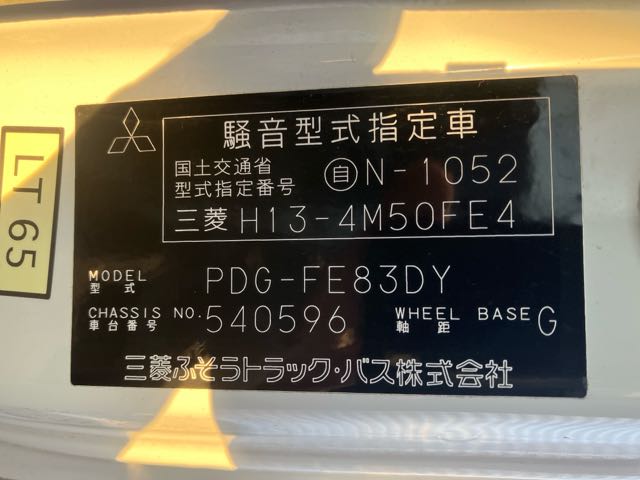 騒音型式指定車
国土交通省
型式指定番号 自N-1052
三菱 H13-4M50FE4
MODEL
型式 PDG-FE83DY
CHASSIS NO.
車台番号 540596
WHEEL BASE
軸距 G
三菱ふそうトラック・バス株式会社
LT65